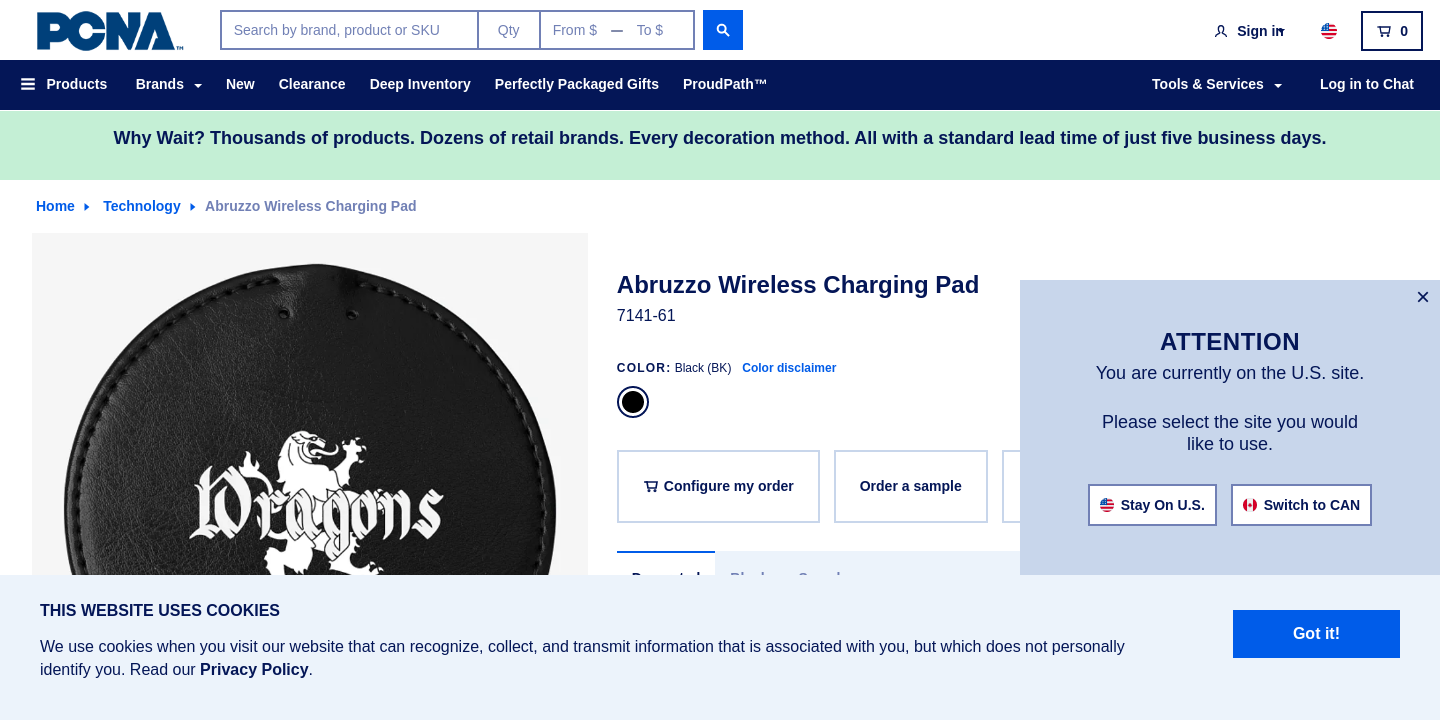 PCNA™
Search by brand, product or SKU
Qty
From $ — To $
Sign in
0
Products
Brands
New
Clearance
Deep Inventory
Perfectly Packaged Gifts
ProudPath™
Tools & Services
Log in to Chat
Why Wait? Thousands of products. Dozens of retail brands. Every decoration method. All with a standard lead time of just five business days.
Home
Technology
Abruzzo Wireless Charging Pad
Dragons
Abruzzo Wireless Charging Pad
7141-61
COLOR: Black (BK) Color disclaimer
Configure my order
Order a sample
×
ATTENTION
You are currently on the U.S. site.
Please select the site you would
like to use.
Stay On U.S.
Switch to CAN
THIS WEBSITE USES COOKIES
We use cookies when you visit our website that can recognize, collect, and transmit information that is associated with you, but which does not personally
identify you. Read our Privacy Policy.
Got it!